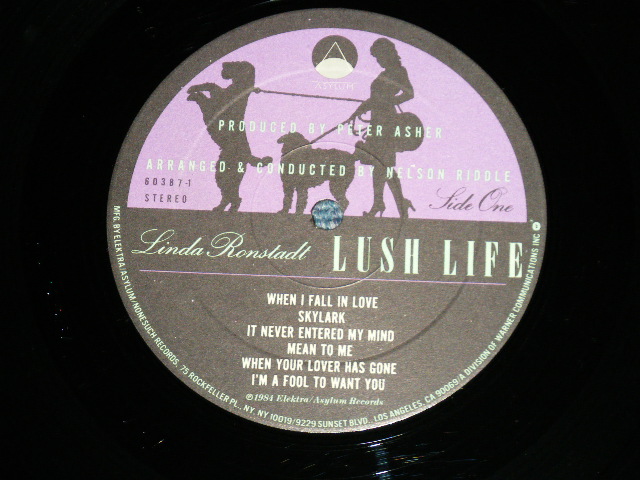 ASYLUM
PRODUCED BY PETER ASHER
ARRANGED & CONDUCTED BY NELSON RIDDLE
60387-1
STEREO
Side One
Linda Ronstadt LUSH LIFE
WHEN I FALL IN LOVE
SKYLARK
IT NEVER ENTERED MY MIND
MEAN TO ME
WHEN YOUR LOVER HAS GONE
I'M A FOOL TO WANT YOU
℗1984 Elektra/Asylum Records
MFG. BY ELEKTRA/ASYLUM/NONESUCH RECORDS, 75 ROCKFELLER PL., NY, NY 10019/9229 SUNSET BLVD., LOS ANGELES, CA 90069/A DIVISION OF WARNER COMMUNICATIONS INC